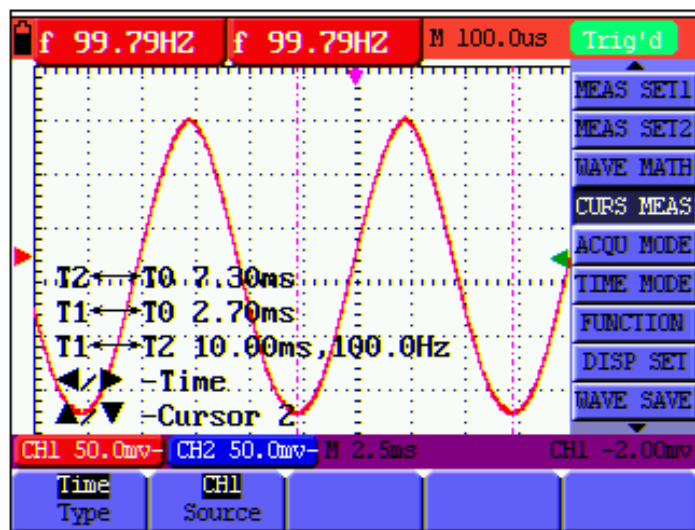 f 99.79HZ f 99.79HZ M 100.0us Trig'd
MEAS SET1
MEAS SET2
WAVE MATH
CURS MEAS
ACQU MODE
TIME MODE
FUNCTION
DISP SET
WAVE SAVE
T2←→T0 7.30ms
T1←→T0 2.70ms
T1←→T2 10.00ms,100.0Hz
◀/▶ -Time
▲/▼ -Cursor 2
CH1 50.0mv- CH2 50.0mv- M 2.5ms CH1 -2.00mv
Time CH1
Type Source